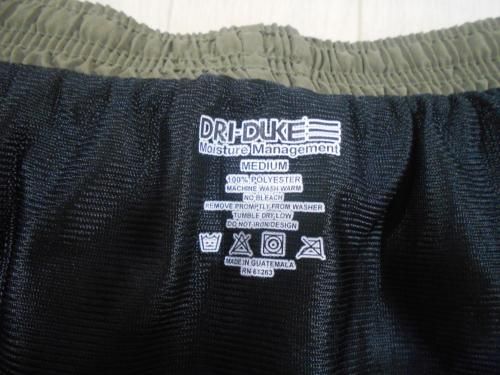 DRI-DUKE
Moisture Management
MEDIUM
100% POLYESTER
MACHINE WASH WARM
NO BLEACH
REMOVE PROMPTLY FROM WASHER
TUMBLE DRY LOW
DO NOT IRON DESIGN
MADE IN GUATEMALA
RN 61263